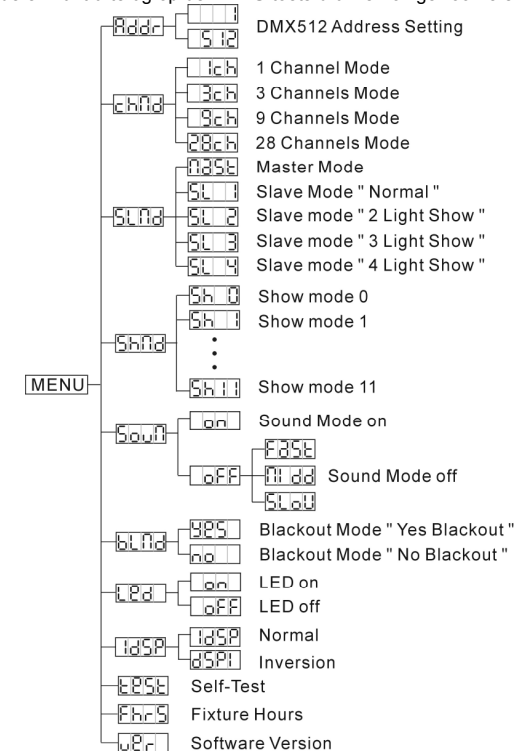 Addr 1 DMX512 Address Setting
512
chMd 1ch 1 Channel Mode
3ch 3 Channels Mode
9ch 9 Channels Mode
28ch 28 Channels Mode
SLMd MASt Master Mode
SL 1 Slave Mode " Normal "
SL 2 Slave mode " 2 Light Show "
SL 3 Slave mode " 3 Light Show "
SL 4 Slave mode " 4 Light Show "
ShMd Sh 0 Show mode 0
Sh 1 Show mode 1
Sh11 Show mode 11
MENU
SouN on Sound Mode on
oFF FASt
MIdd Sound Mode off
SLoW
bLMd yES Blackout Mode " Yes Blackout "
no Blackout Mode " No Blackout "
LEd on LED on
oFF LED off
1dSP 1dSP Normal
dSP1 Inversion
tESt Self-Test
FhrS Fixture Hours
vEr Software Version